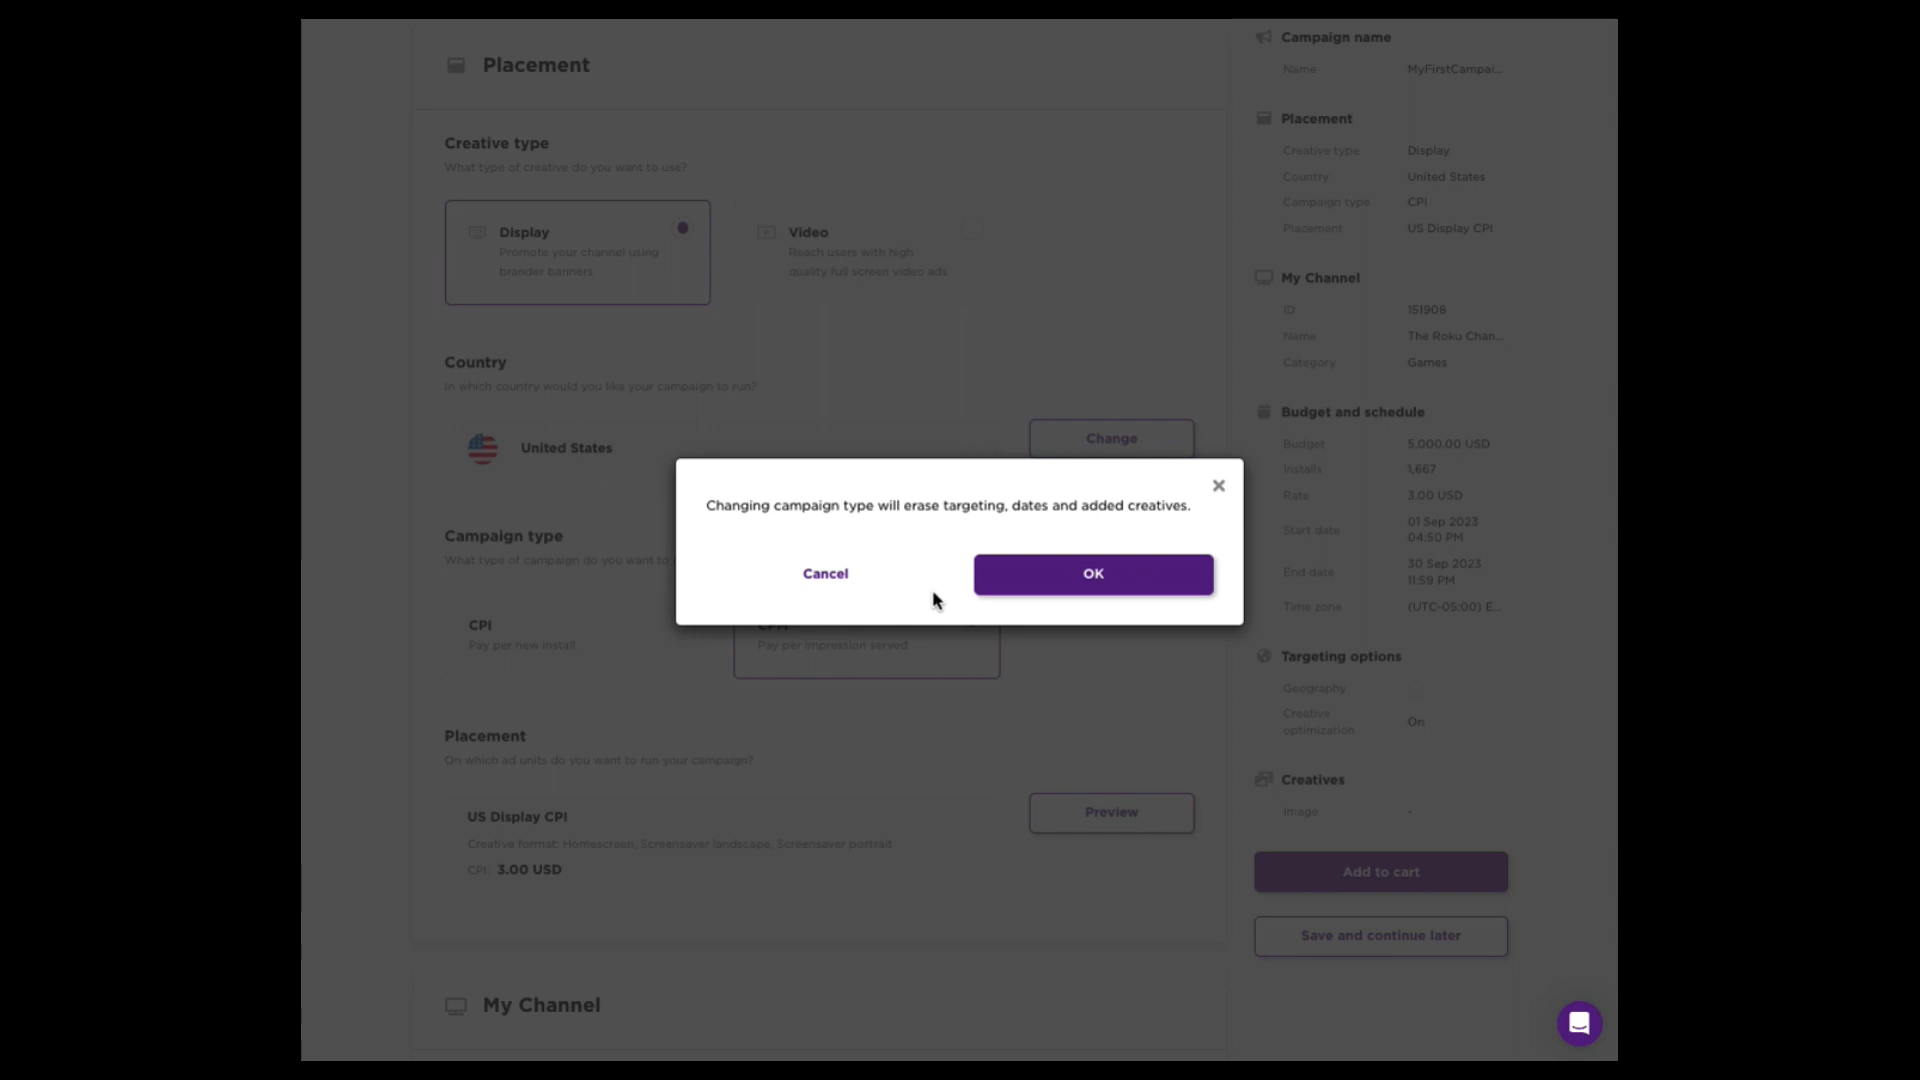 Placement
Creative type
What type of creative do you want to use?
Display
Promote your channel using
brander banners
Video
Reach users with high
quality full screen video ads
Country
In which country would you like your campaign to run?
United States
Change
Changing campaign type will erase targeting, dates and added creatives.
Cancel
OK
Campaign type
What type of campaign do you want to
CPI
Pay per new install
Pay per impression served
Placement
On which ad units do you want to run your campaign?
US Display CPI
Creative format: Homescreen, Screensaver landscape, Screensaver portrait
CPI: 3.00 USD
Preview
My Channel
Campaign name
Name MyFirstCampai...
Placement
Creative type Display
Country United States
Campaign type CPI
Placement US Display CPI
My Channel
ID 151908
Name The Roku Chan...
Category Games
Budget and schedule
Budget 5,000.00 USD
Installs 1,667
Rate 3.00 USD
Start date 01 Sep 2023
04:50 PM
End date 30 Sep 2023
11:59 PM
Time zone (UTC-05:00) E...
Targeting options
Geography
Creative
optimization On
Creatives
Image -
Add to cart
Save and continue later